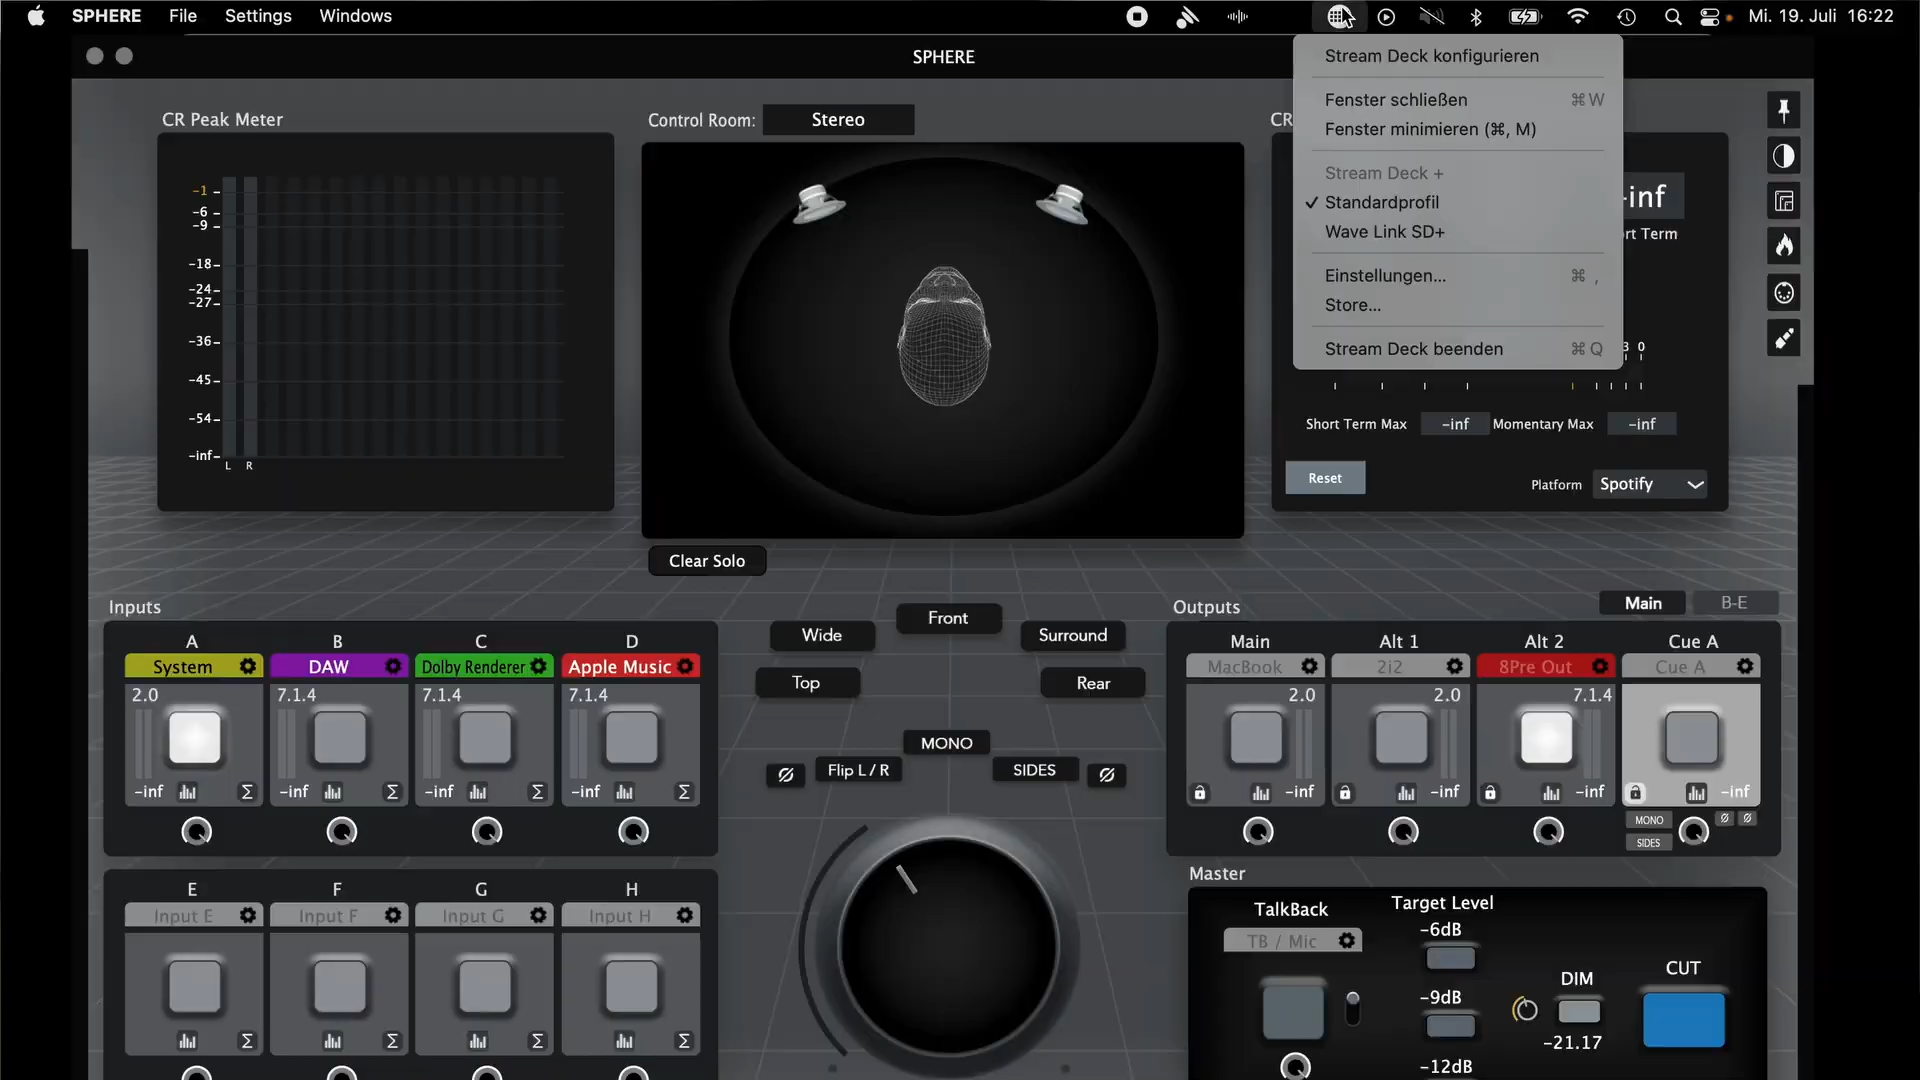 SPHERE File Settings Windows Mi. 19. Juli 16:22
SPHERE
Stream Deck konfigurieren
Fenster schließen ⌘ W
Fenster minimieren (⌘, M)
Stream Deck +
✓ Standardprofil
Wave Link SD+
Einstellungen... ⌘ ,
Store...
Stream Deck beenden ⌘ Q
CR Peak Meter
-1
-6
-9
-18
-24
-27
-36
-45
-54
-inf
L R
Control Room: Stereo
CR
-inf
rt Term
3 0
Short Term Max -inf Momentary Max -inf
Reset
Platform Spotify
Clear Solo
Inputs
A B C D
System DAW Dolby Renderer Apple Music
2.0 7.1.4 7.1.4 7.1.4
-inf Σ -inf Σ -inf Σ -inf Σ
E F G H
Input E Input F Input G Input H
Σ Σ Σ Σ
Front
Wide Surround
Top Rear
MONO
Ø Flip L / R SIDES Ø
Outputs Main B-E
Main Alt 1 Alt 2 Cue A
MacBook 2i2 8Pre Out Cue A
2.0 2.0 7.1.4
-inf -inf -inf -inf
MONO Ø Ø
SIDES
Master
TalkBack
TB / Mic
Target Level
-6dB
-9dB
-12dB
DIM
-21.17
CUT